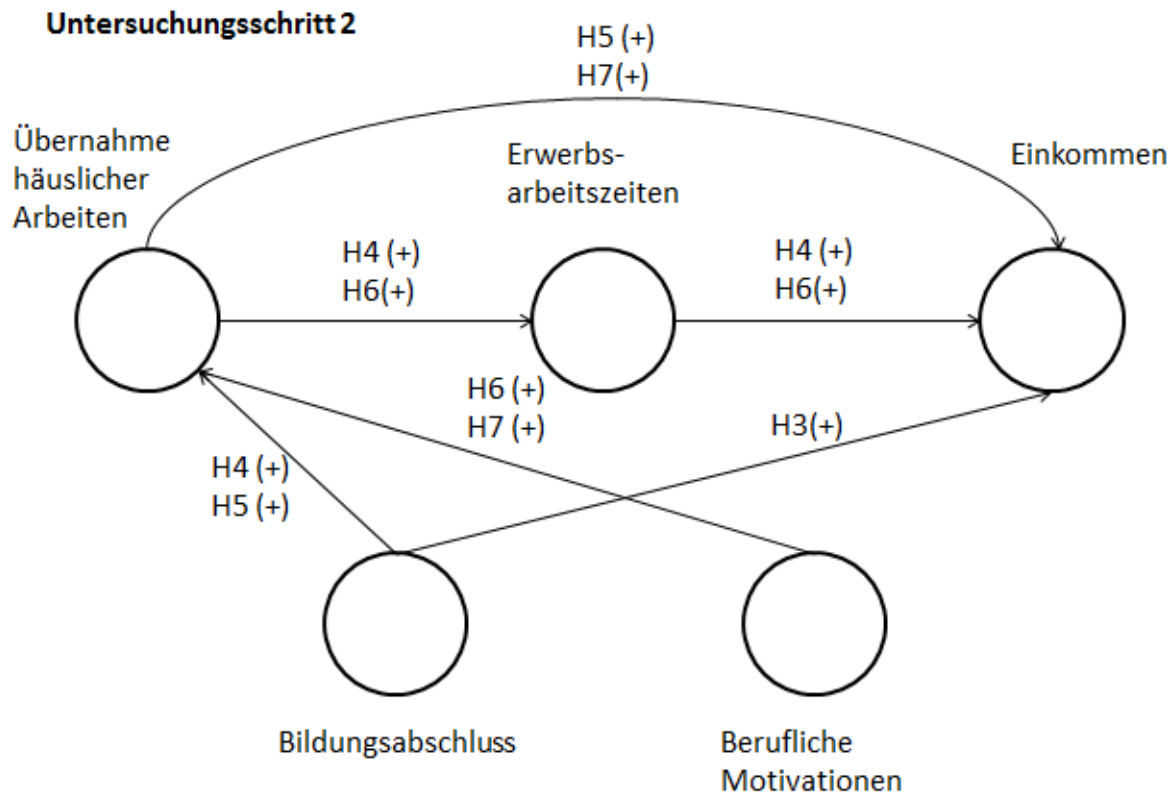 Untersuchungsschritt 2
H5 (+)
H7(+)
Übernahme
häuslicher
Arbeiten
Erwerbs-
arbeitszeiten
Einkommen
H4 (+)
H6(+)
H4 (+)
H6(+)
H6 (+)
H7 (+)
H3(+)
H4 (+)
H5 (+)
Bildungsabschluss
Berufliche
Motivationen